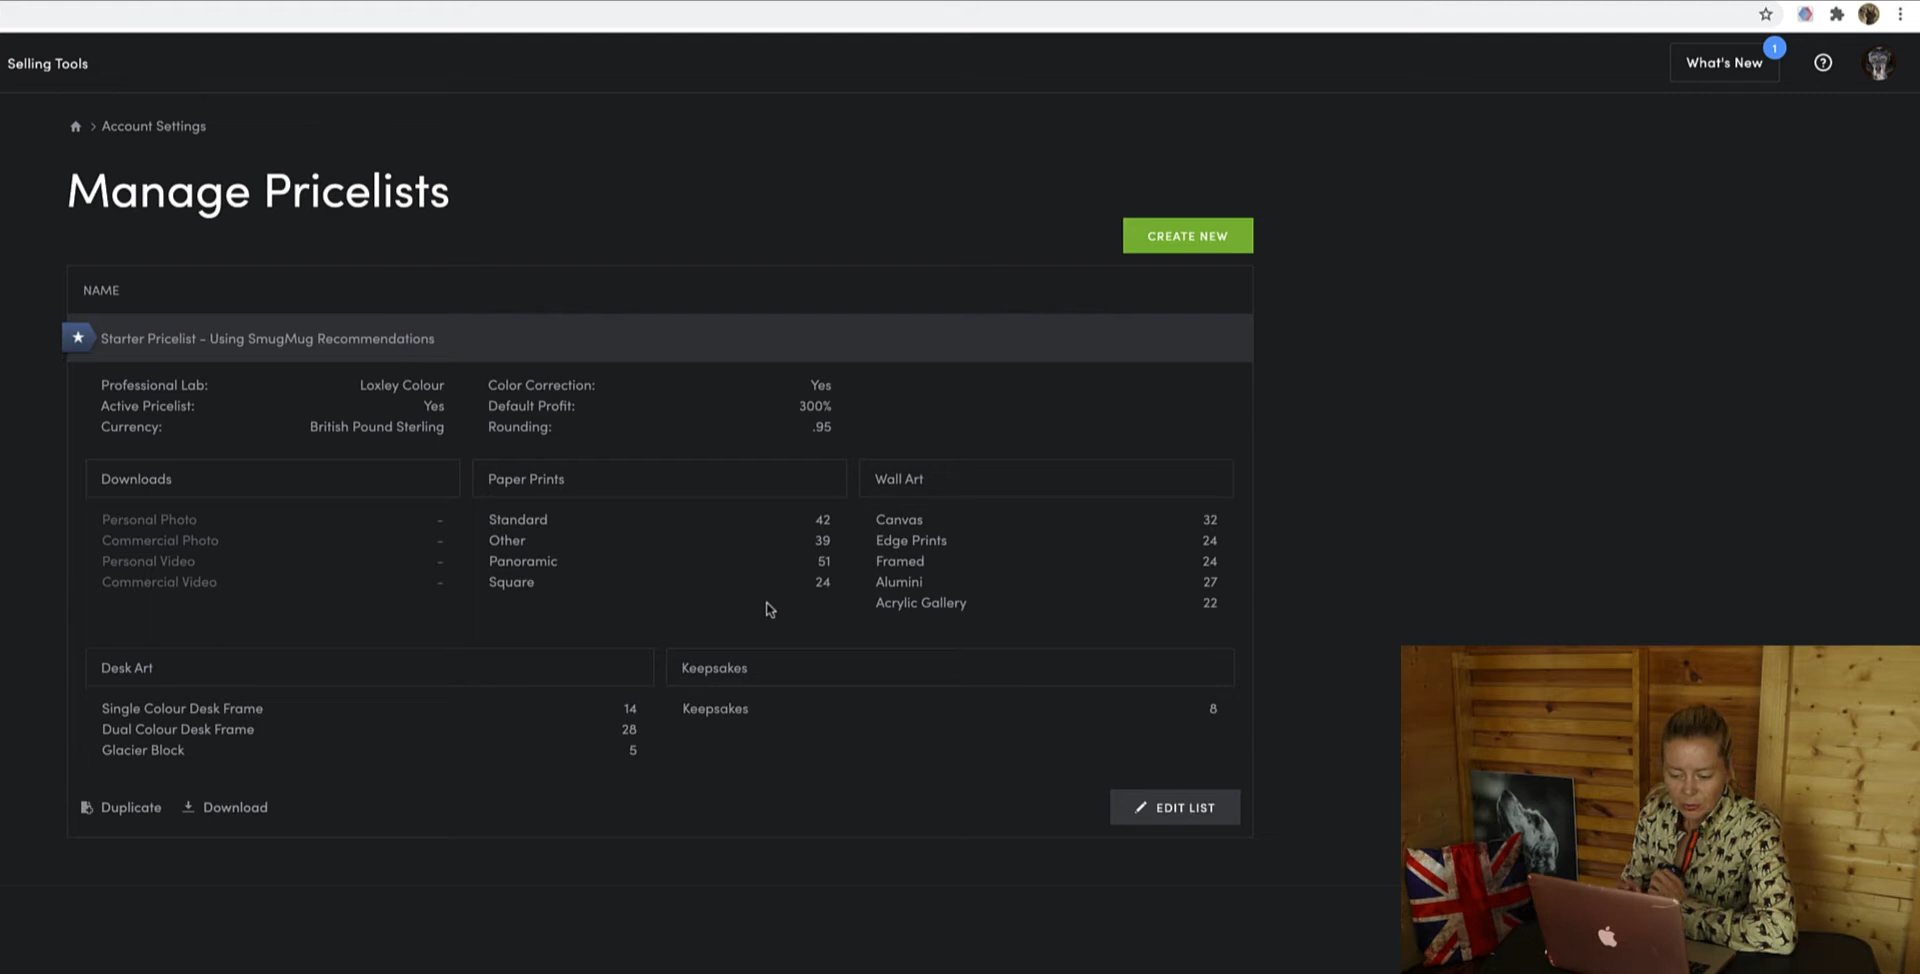 Selling Tools
What's New
1
Account Settings
Manage Pricelists
CREATE NEW
NAME
Starter Pricelist - Using SmugMug Recommendations
Professional Lab: Loxley Colour
Active Pricelist: Yes
Currency: British Pound Sterling
Color Correction: Yes
Default Profit: 300%
Rounding: .95
Downloads
Personal Photo -
Commercial Photo -
Personal Video -
Commercial Video -
Paper Prints
Standard 42
Other 39
Panoramic 51
Square 24
Wall Art
Canvas 32
Edge Prints 24
Framed 24
Alumini 27
Acrylic Gallery 22
Desk Art
Single Colour Desk Frame 14
Dual Colour Desk Frame 28
Glacier Block 5
Keepsakes
Keepsakes 8
Duplicate
Download
EDIT LIST